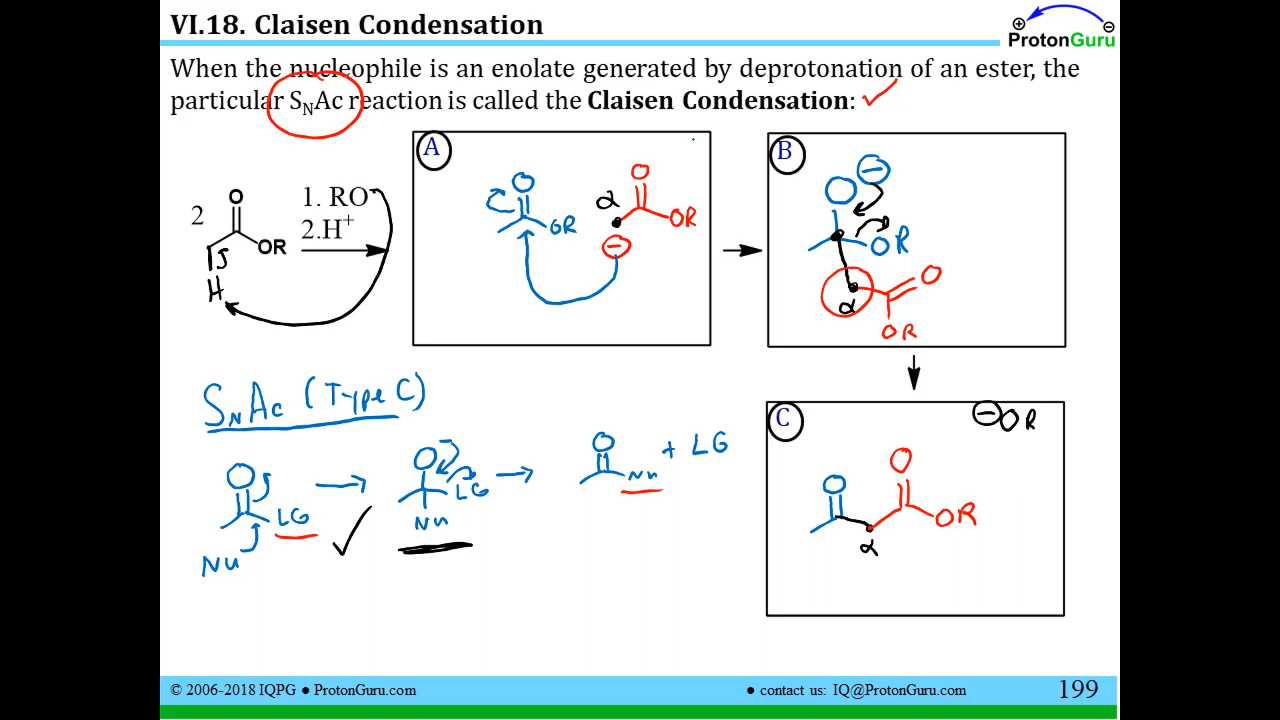 VI.18. Claisen Condensation
ProtonGuru
When the nucleophile is an enolate generated by deprotonation of an ester, the
particular SNAc reaction is called the Claisen Condensation:
A
B
2
O
OR
H
1. RO⁻
2.H⁺
O
OR
α
O
OR
⊖
O
⊖
OR
α
O
OR
SNAc (Type C)
O
LG
Nu
O
LG
Nu
O
Nu + LG
C
⊖OR
O
O
OR
α
© 2006-2018 IQPG ● ProtonGuru.com
● contact us: IQ@ProtonGuru.com
199